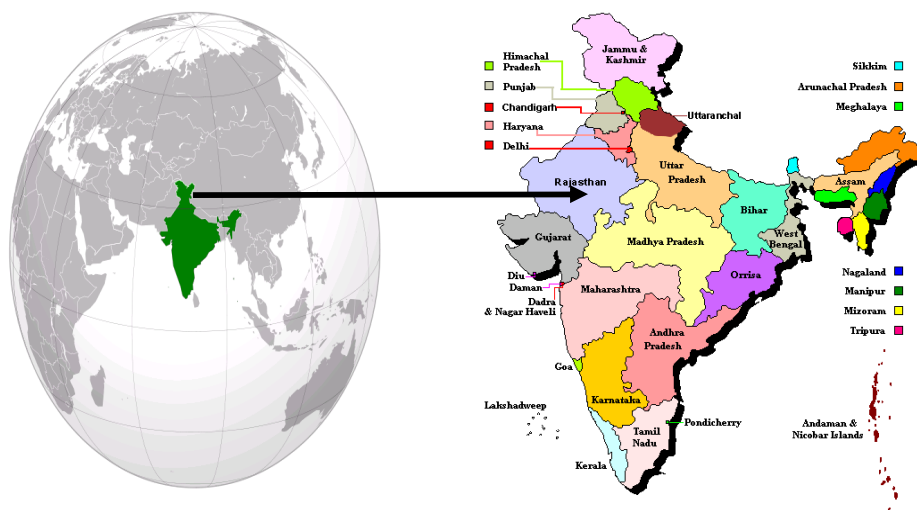 Jammu &
Kashmir
Himachal
Pradesh
Punjab
Chandigarh
Haryana
Delhi
Uttaranchal
Sikkim
Arunachal Pradesh
Meghalaya
Rajasthan
Uttar
Pradesh
Assam
Bihar
Gujarat
Madhya Pradesh
West
Bengal
Diu
Daman
Dadra
& Nagar Haveli
Maharashtra
Orrisa
Nagaland
Manipur
Mizoram
Tripura
Andhra
Pradesh
Goa
Karnataka
Lakshadweep
Tamil
Nadu
Pondicherry
Andaman &
Nicobar Islands
Kerala